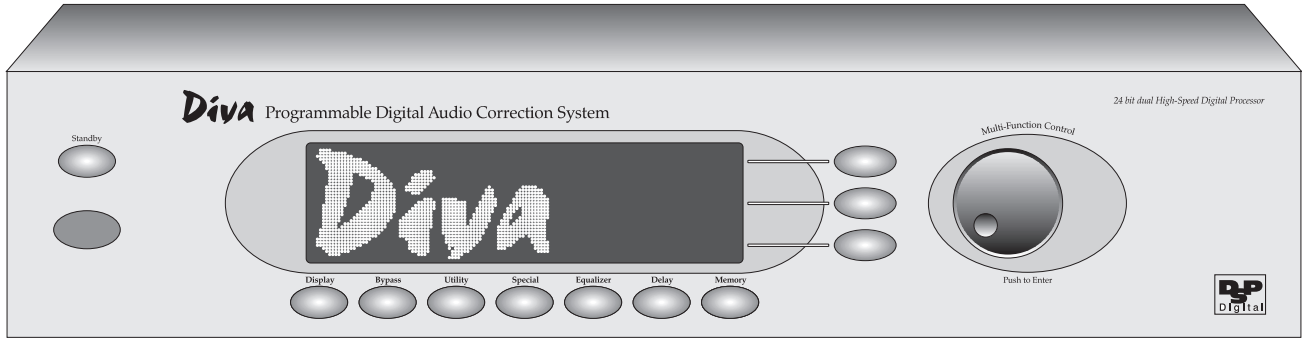 Diva Programmable Digital Audio Correction System
24 bit dual High-Speed Digital Processor
Standby
Multi-Function Control
Diva
Display Bypass Utility Special Equalizer Delay Memory
Push to Enter
DSP
Digital